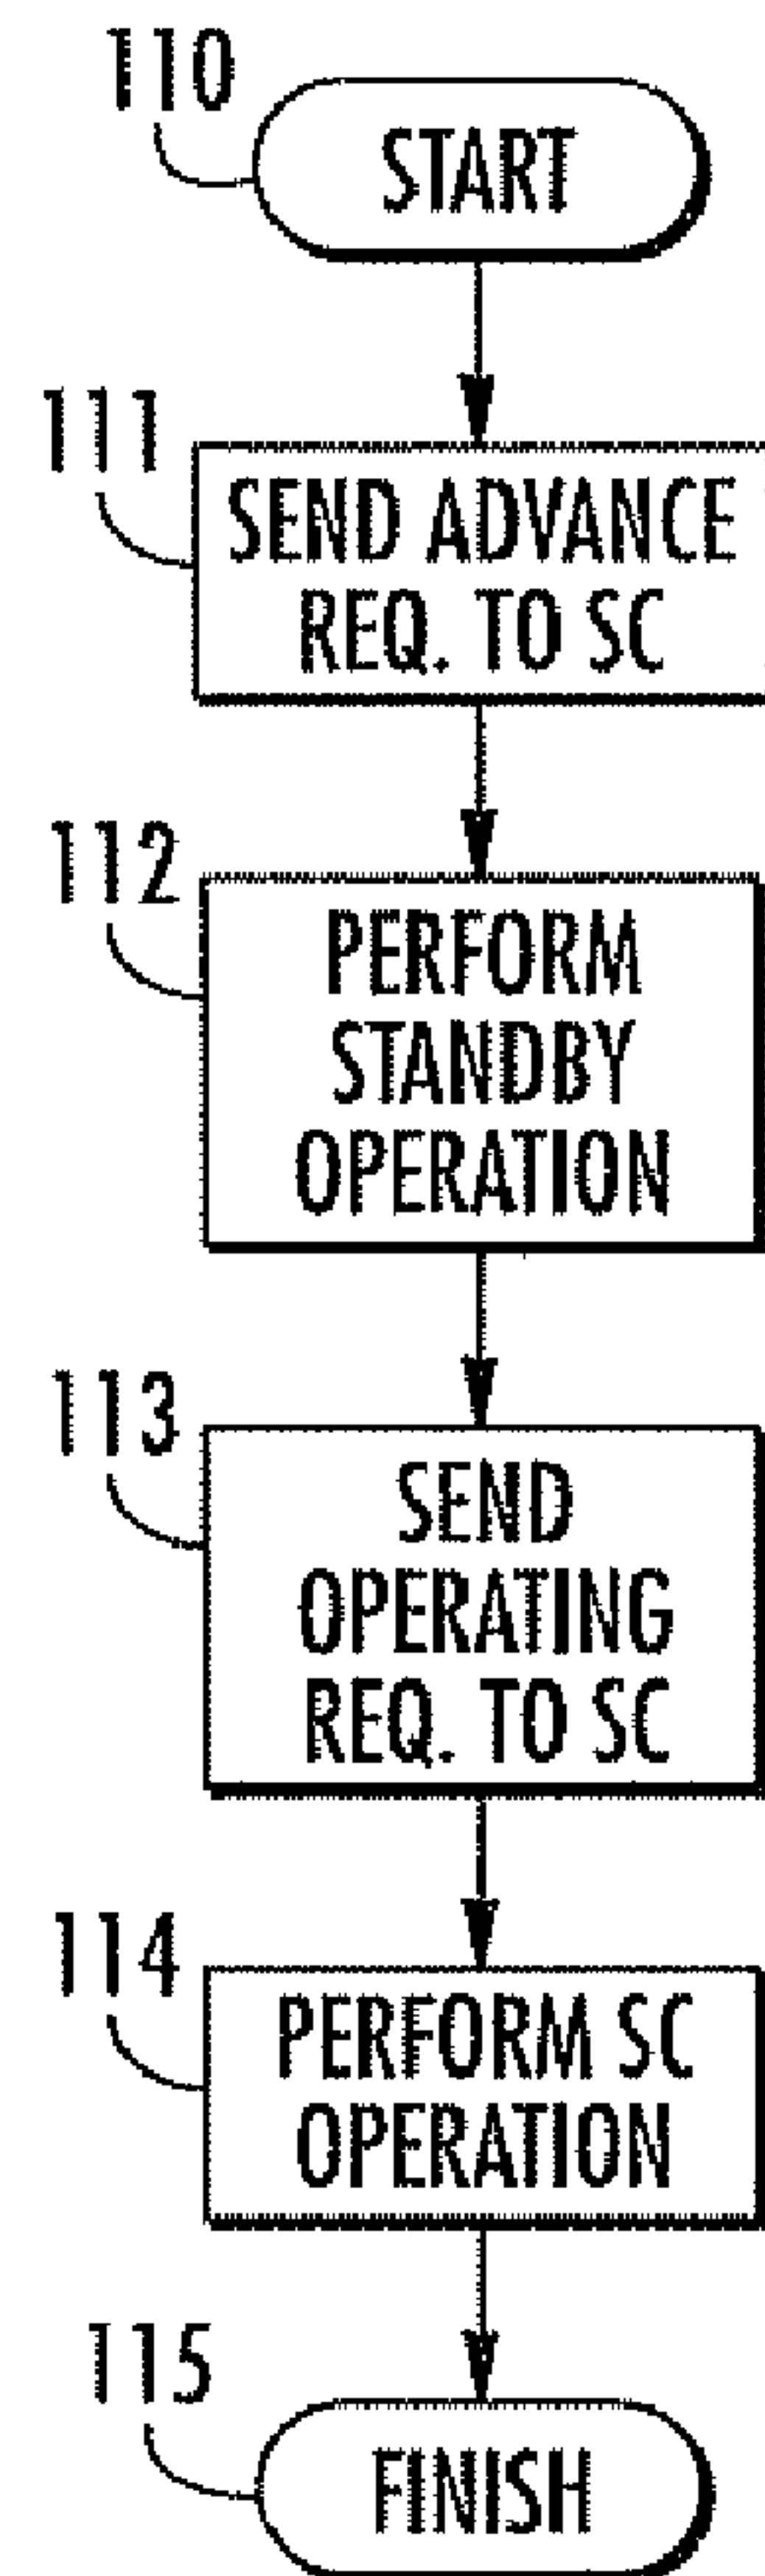 110
START
111
SEND ADVANCE
REQ. TO SC
112
PERFORM
STANDBY
OPERATION
113
SEND
OPERATING
REQ. TO SC
114
PERFORM SC
OPERATION
115
FINISH